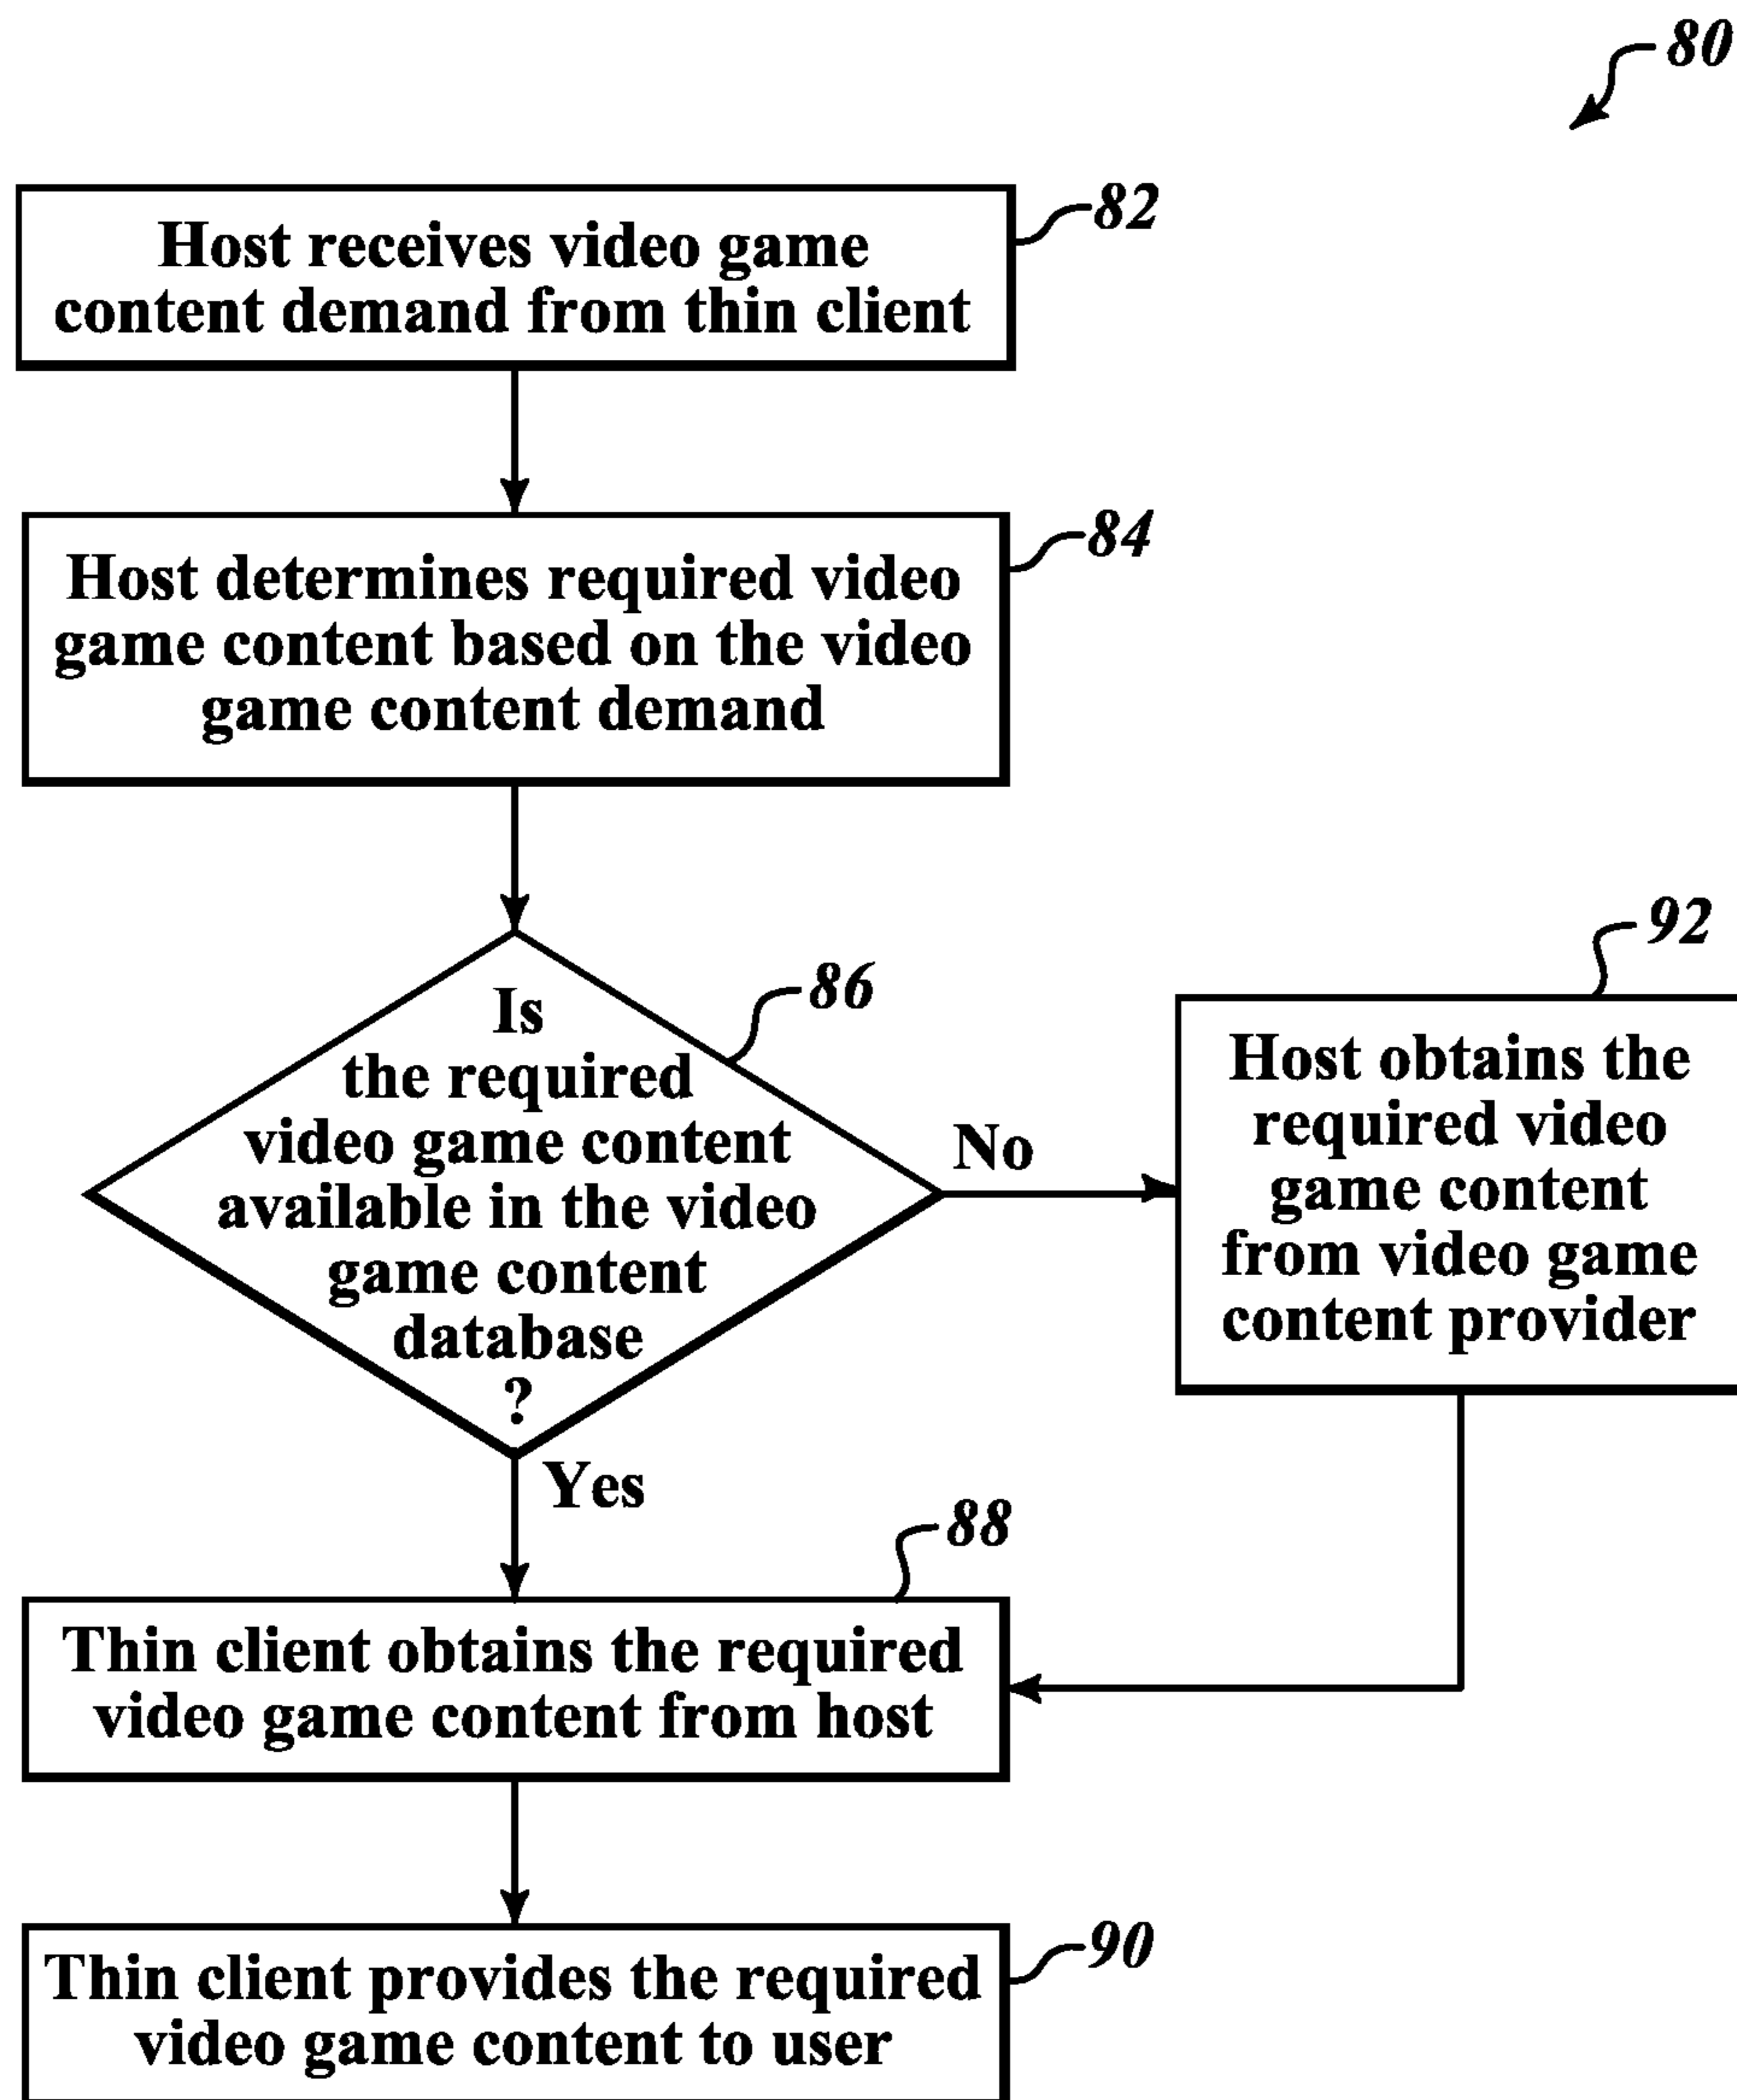 80
82
Host receives video game
content demand from thin client
84
Host determines required video
game content based on the video
game content demand
86
Is
the required
video game content
available in the video
game content
database
?
No
92
Host obtains the
required video
game content
from video game
content provider
Yes
88
Thin client obtains the required
video game content from host
90
Thin client provides the required
video game content to user